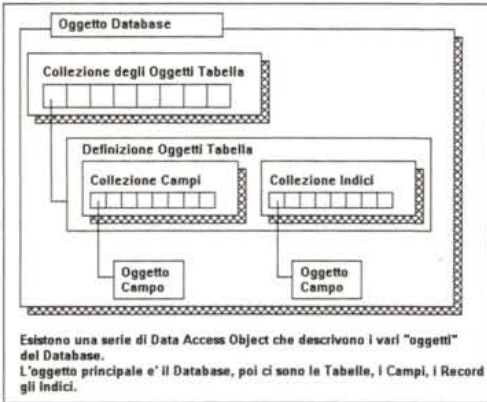 Oggetto Database
Collezione degli Oggetti Tabella
Definizione Oggetti Tabella
Collezione Campi
Collezione Indici
Oggetto
Campo
Oggetto
Campo
Esistono una serie di Data Access Object che descrivono i vari "oggetti"
del Database.
L'oggetto principale e' il Database, poi ci sono le Tabelle, i Campi, i Record
gli Indici.